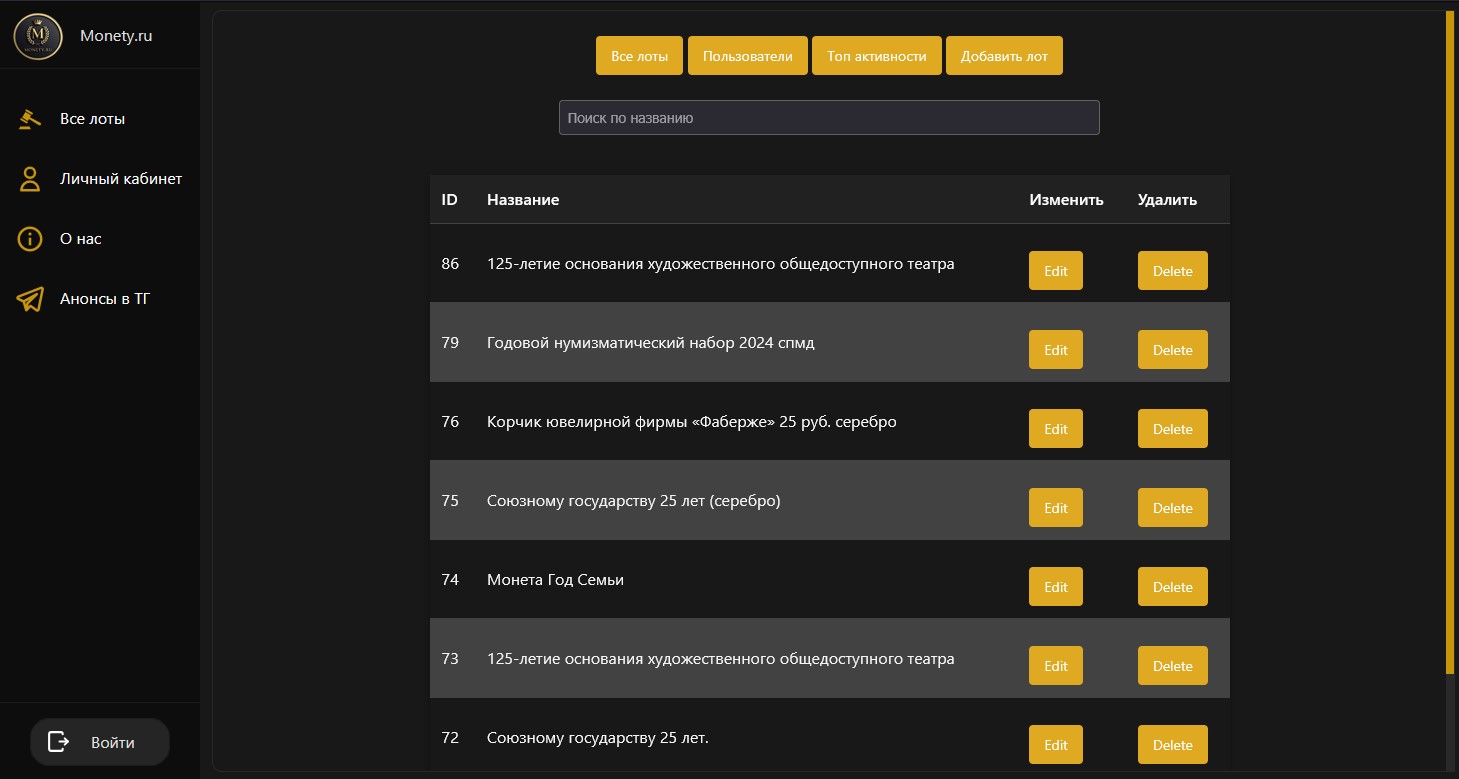 Monety.ru
Все лоты
Личный кабинет
О нас
Анонсы в ТГ
Войти
Все лоты Пользователи Топ активности Добавить лот
Поиск по названию
ID Название Изменить Удалить
86 125-летие основания художественного общедоступного театра Edit Delete
79 Годовой нумизматический набор 2024 спмд Edit Delete
76 Корчик ювелирной фирмы «Фаберже» 25 руб. серебро Edit Delete
75 Союзному государству 25 лет (серебро) Edit Delete
74 Монета Год Семьи Edit Delete
73 125-летие основания художественного общедоступного театра Edit Delete
72 Союзному государству 25 лет. Edit Delete